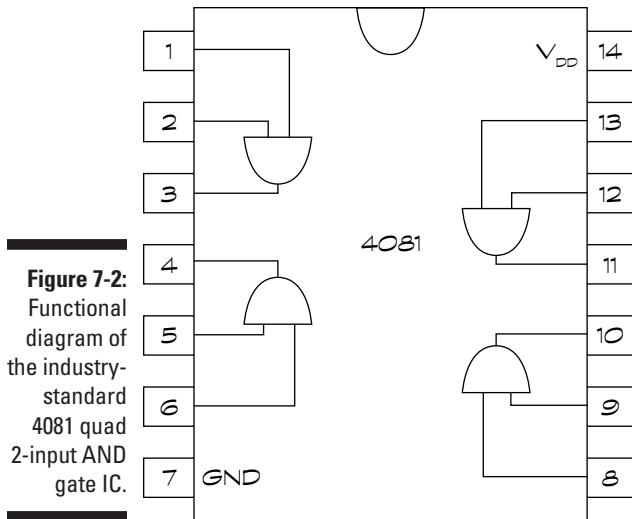 1
14
V_DD
2
13
3
12
4081
4
11
5
10
6
9
7
GND
8
Figure 7-2:
Functional
diagram of
the industry-
standard
4081 quad
2-input AND
gate IC.